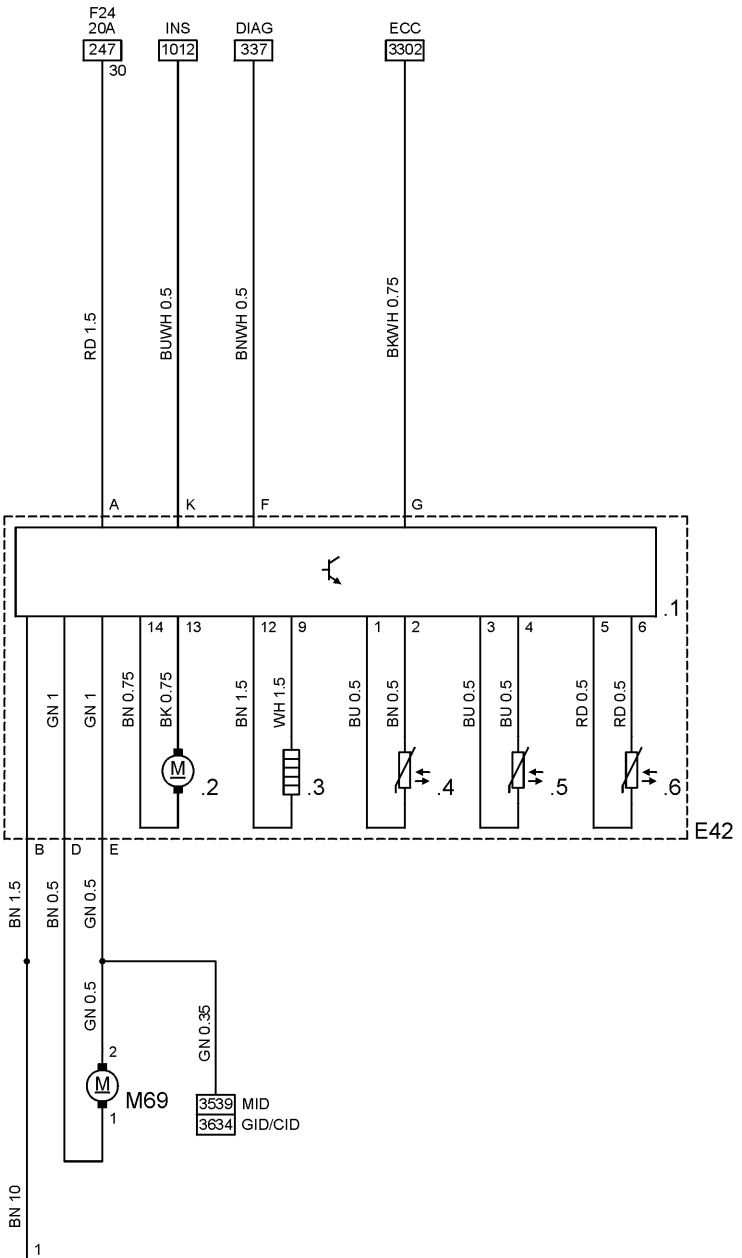 F24
20A INS DIAG ECC
247 1012 337 3302
30
RD 1.5
BUWH 0.5
BNWH 0.5
BKWH 0.75
A K F G
.1
14 13 12 9 1 2 3 4 5 6
GN 1
GN 1
BN 0.75
BK 0.75
BN 1.5
WH 1.5
BU 0.5
BN 0.5
BU 0.5
BU 0.5
RD 0.5
RD 0.5
M .2 .3 .4 .5 .6
E42
B D E
BN 1.5
BN 0.5
GN 0.5
GN 0.5
GN 0.35
2
M M69
1
3539 MID
3634 GID/CID
BN 10
1